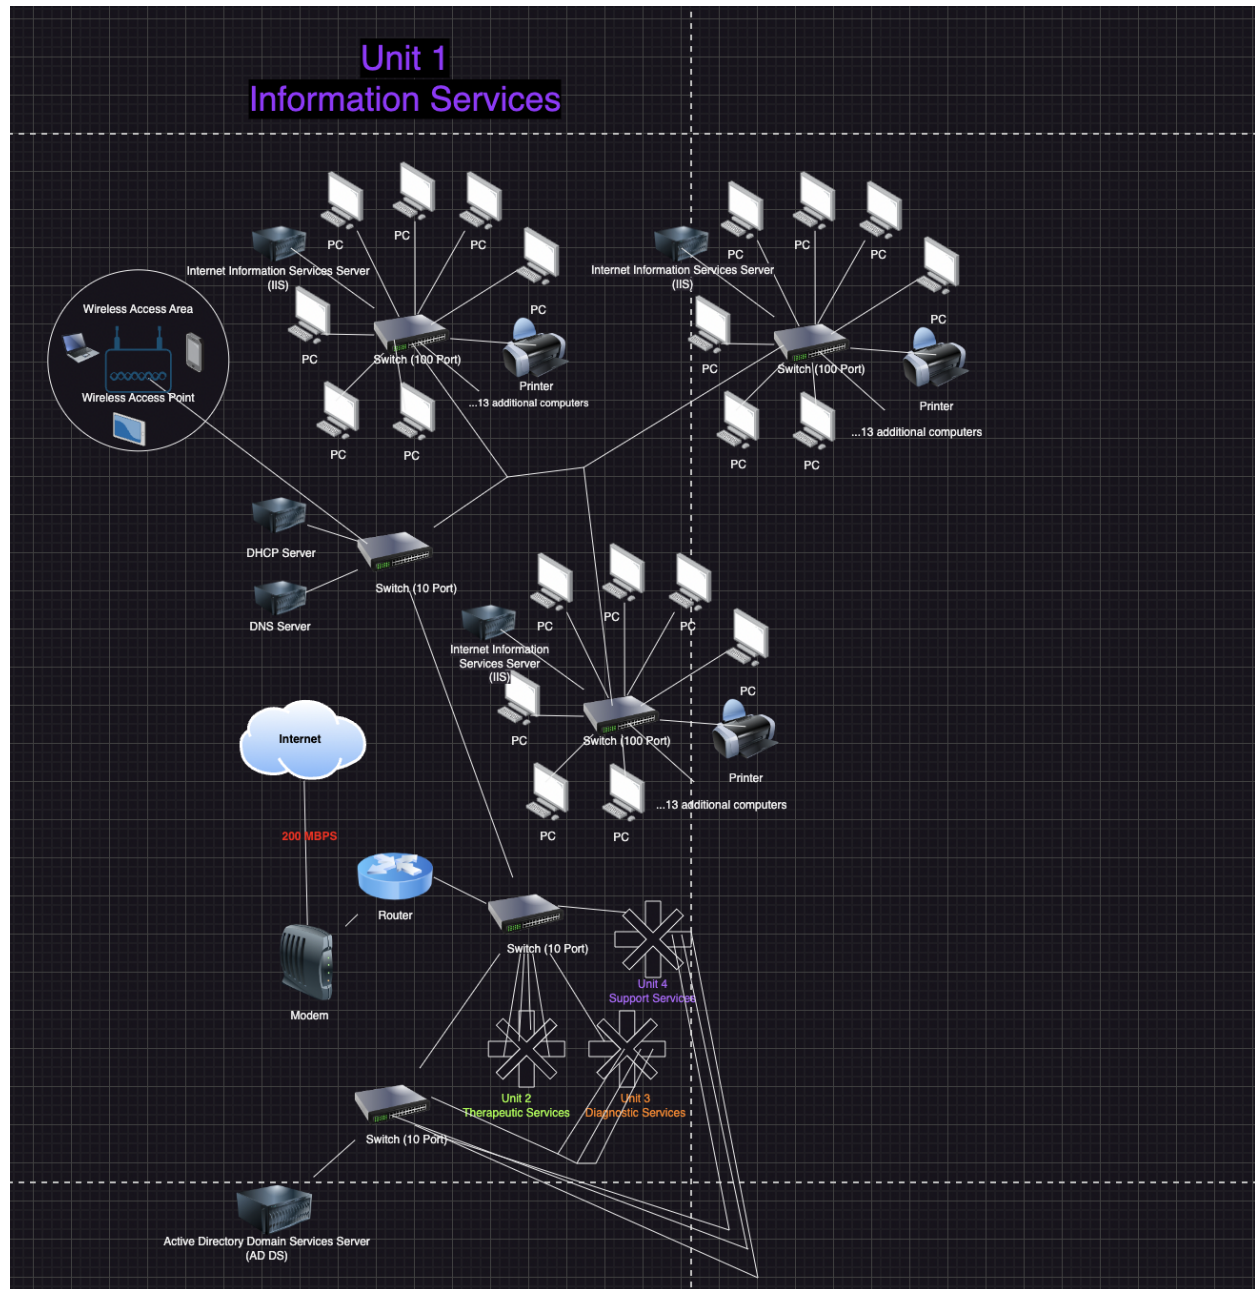 Unit 1
Information Services
PC
PC
PC
Internet Information Services Server
(IIS)
PC
PC
Switch (100 Port)
Printer
...13 additional computers
PC
PC
Wireless Access Area
Wireless Access Point
PC
PC
PC
Internet Information Services Server
(IIS)
PC
PC
Switch (100 Port)
Printer
...13 additional computers
PC
PC
DHCP Server
DNS Server
Switch (10 Port)
PC
PC
PC
Internet Information
Services Server
(IIS)
PC
PC
Switch (100 Port)
Printer
...13 additional computers
PC
PC
Internet
200 MBPS
Router
Modem
Switch (10 Port)
Unit 4
Support Services
Unit 2
Therapeutic Services
Unit 3
Diagnostic Services
Switch (10 Port)
Active Directory Domain Services Server
(AD DS)